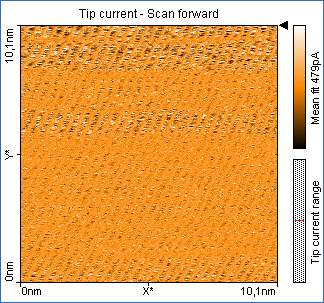 Tip current - Scan forward
10,1nm
Y*
0nm
0nm
X*
10,1nm
Mean fit 479pA
Tip current range